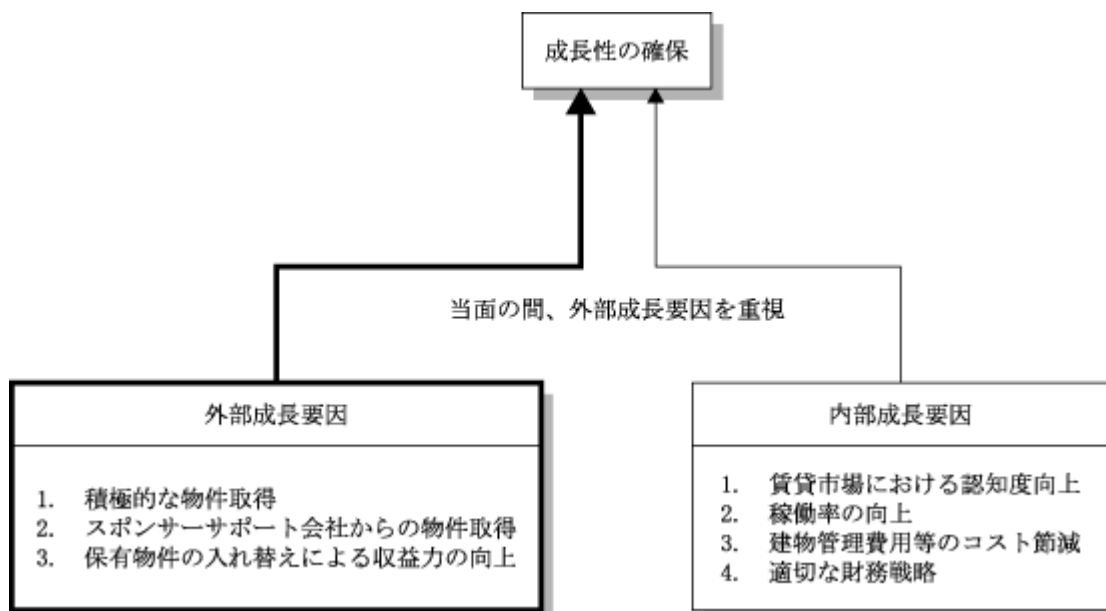 成長性の確保
当面の間、外部成長要因を重視
外部成長要因
1. 積極的な物件取得
2. スポンサーサポート会社からの物件取得
3. 保有物件の入れ替えによる収益力の向上
内部成長要因
1. 賃貸市場における認知度向上
2. 稼働率の向上
3. 建物管理費用等のコスト節減
4. 適切な財務戦略